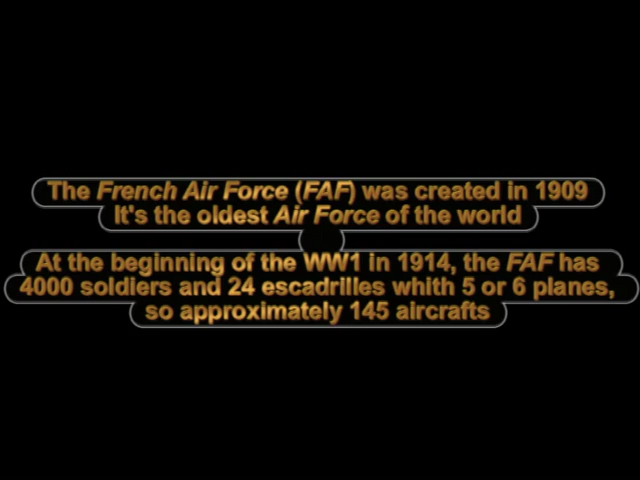 The French Air Force (FAF) was created in 1909
It's the oldest Air Force of the world
At the beginning of the WW1 in 1914, the FAF has
4000 soldiers and 24 escadrilles whith 5 or 6 planes,
so approximately 145 aircrafts